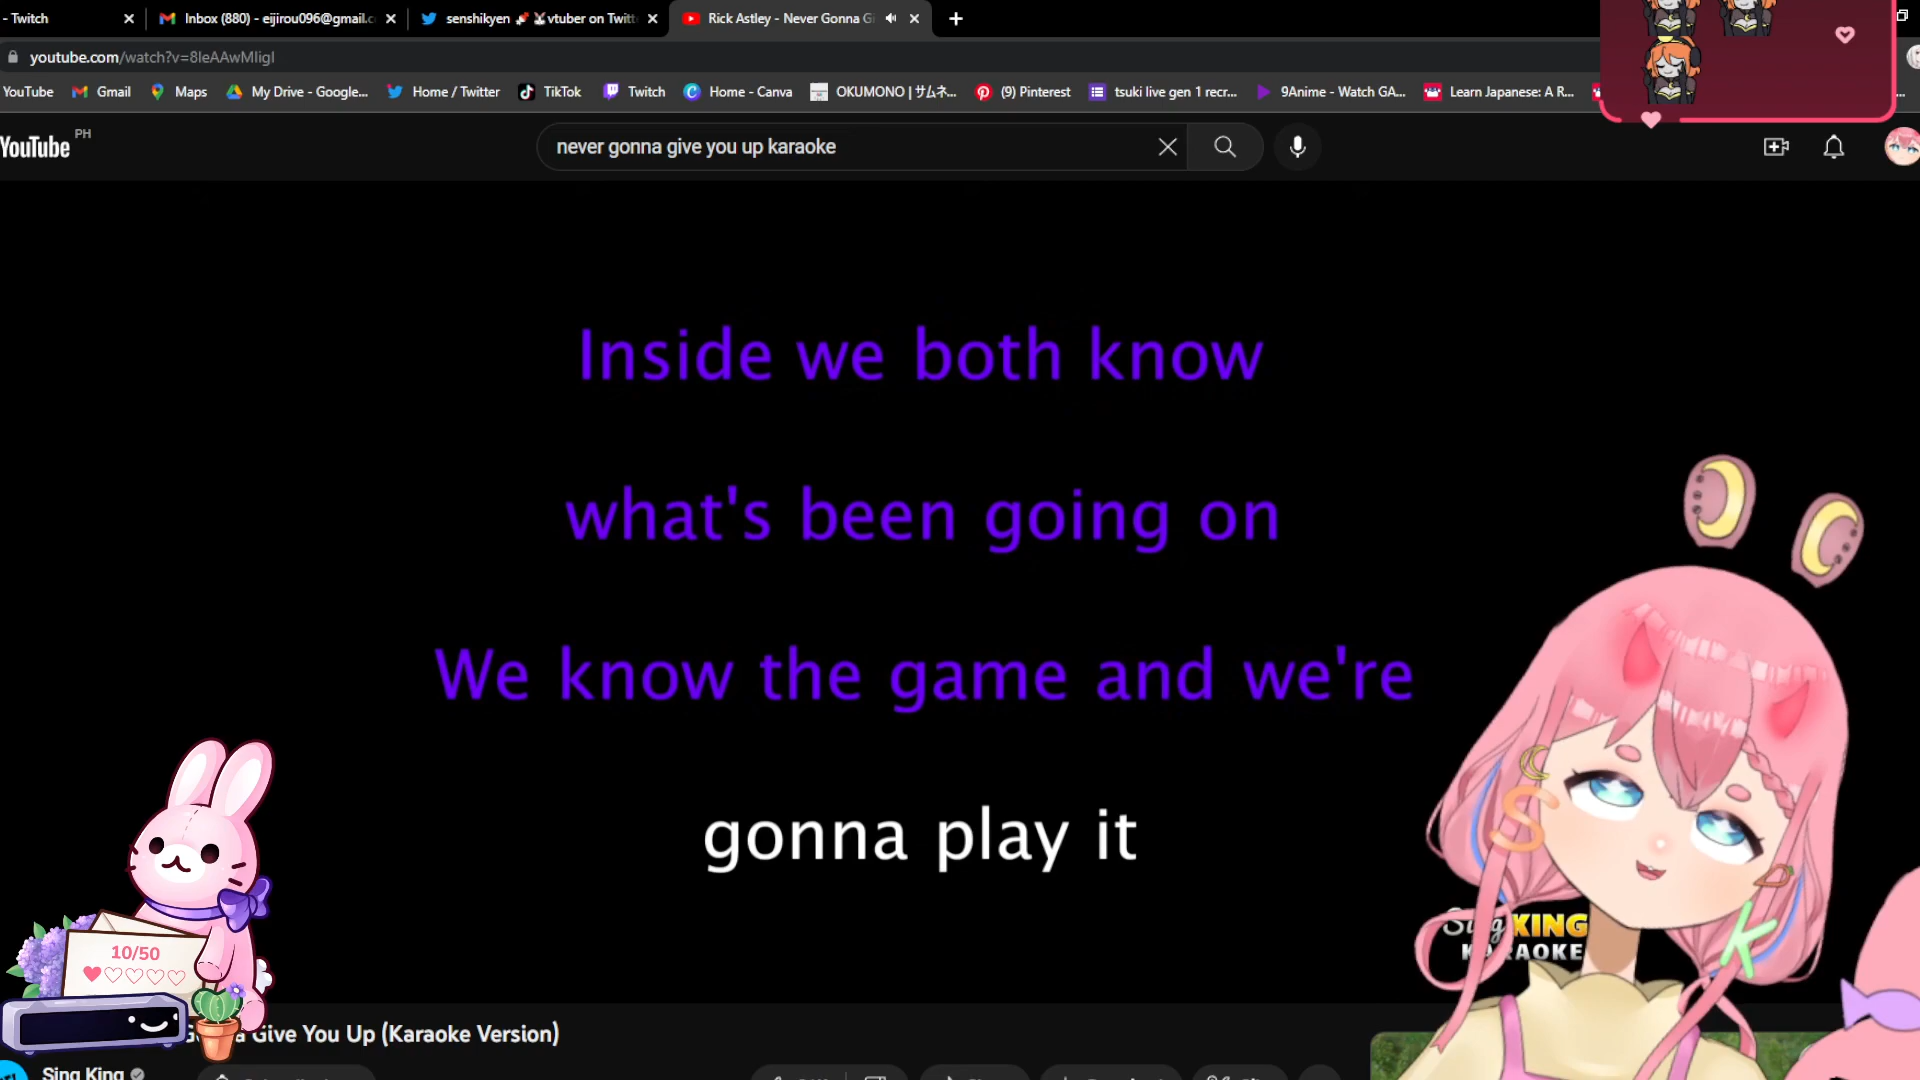 - Twitch
Inbox (880) - eijirou096@gmail.c
senshikyen vtuber on Twitt
Rick Astley - Never Gonna Gi
youtube.com/watch?v=8leAAwMligI
YouTube
Gmail
Maps
My Drive - Google...
Home / Twitter
TikTok
Twitch
Home - Canva
OKUMONO | サムネ...
(9) Pinterest
tsuki live gen 1 recr...
9Anime - Watch GA...
Learn Japanese: A R...
YouTube PH
never gonna give you up karaoke
Inside we both know
what's been going on
We know the game and we're
gonna play it
Sing KING
KARAOKE
S
K
10/50
Give You Up (Karaoke Version)
Sing King